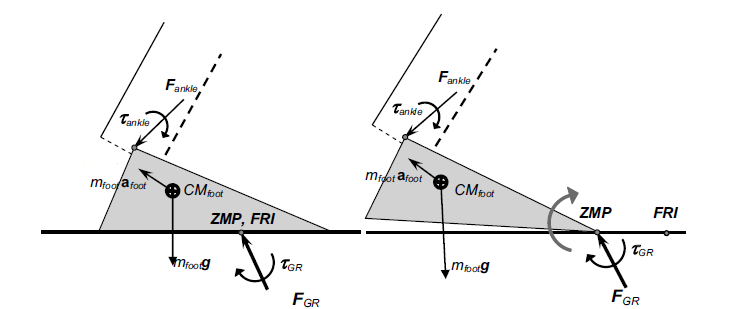 F_ankle
τ_ankle
m_foot a_foot
CM_foot
ZMP, FRI
m_foot g
τ_GR
F_GR
F_ankle
τ_ankle
m_foot a_foot
CM_foot
ZMP
FRI
τ_GR
m_foot g
F_GR